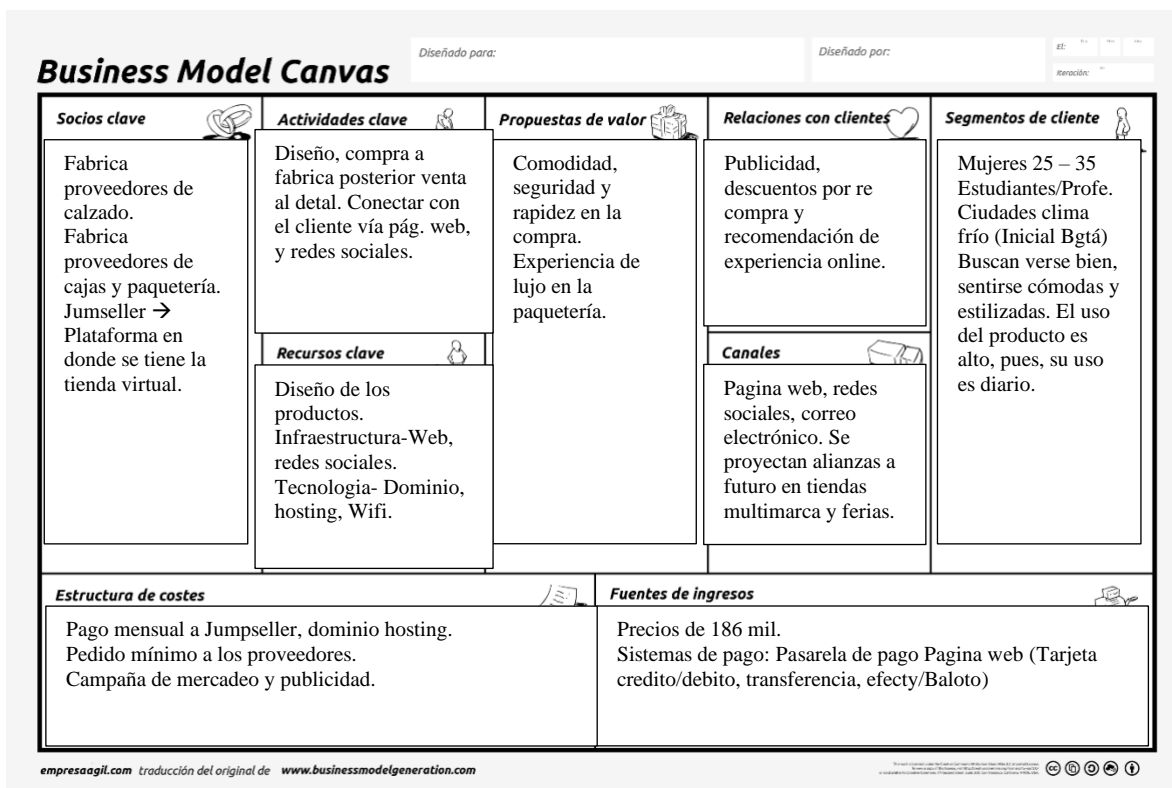 Business Model Canvas
Diseñado para:
Diseñado por:
El:
Iteración:
Socios clave
Fabrica
proveedores de
calzado.
Fabrica
proveedores de
cajas y paquetería.
Jumseller →
Plataforma en
donde se tiene la
tienda virtual.
Actividades clave
Diseño, compra a
fabrica posterior venta
al detal. Conectar con
el cliente vía pág. web,
y redes sociales.
Recursos clave
Diseño de los
productos.
Infraestructura-Web,
redes sociales.
Tecnologia- Dominio,
hosting, Wifi.
Propuestas de valor
Comodidad,
seguridad y
rapidez en la
compra.
Experiencia de
lujo en la
paquetería.
Relaciones con clientes
Publicidad,
descuentos por re
compra y
recomendación de
experiencia online.
Canales
Pagina web, redes
sociales, correo
electrónico. Se
proyectan alianzas a
futuro en tiendas
multimarca y ferias.
Segmentos de cliente
Mujeres 25 – 35
Estudiantes/Profe.
Ciudades clima
frío (Inicial Bgtá)
Buscan verse bien,
sentirse cómodas y
estilizadas. El uso
del producto es
alto, pues, su uso
es diario.
Estructura de costes
Pago mensual a Jumpseller, dominio hosting.
Pedido mínimo a los proveedores.
Campaña de mercadeo y publicidad.
Fuentes de ingresos
Precios de 186 mil.
Sistemas de pago: Pasarela de pago Pagina web (Tarjeta
credito/debito, transferencia, efecty/Baloto)
empresaagil.com traducción del original de www.businessmodelgeneration.com